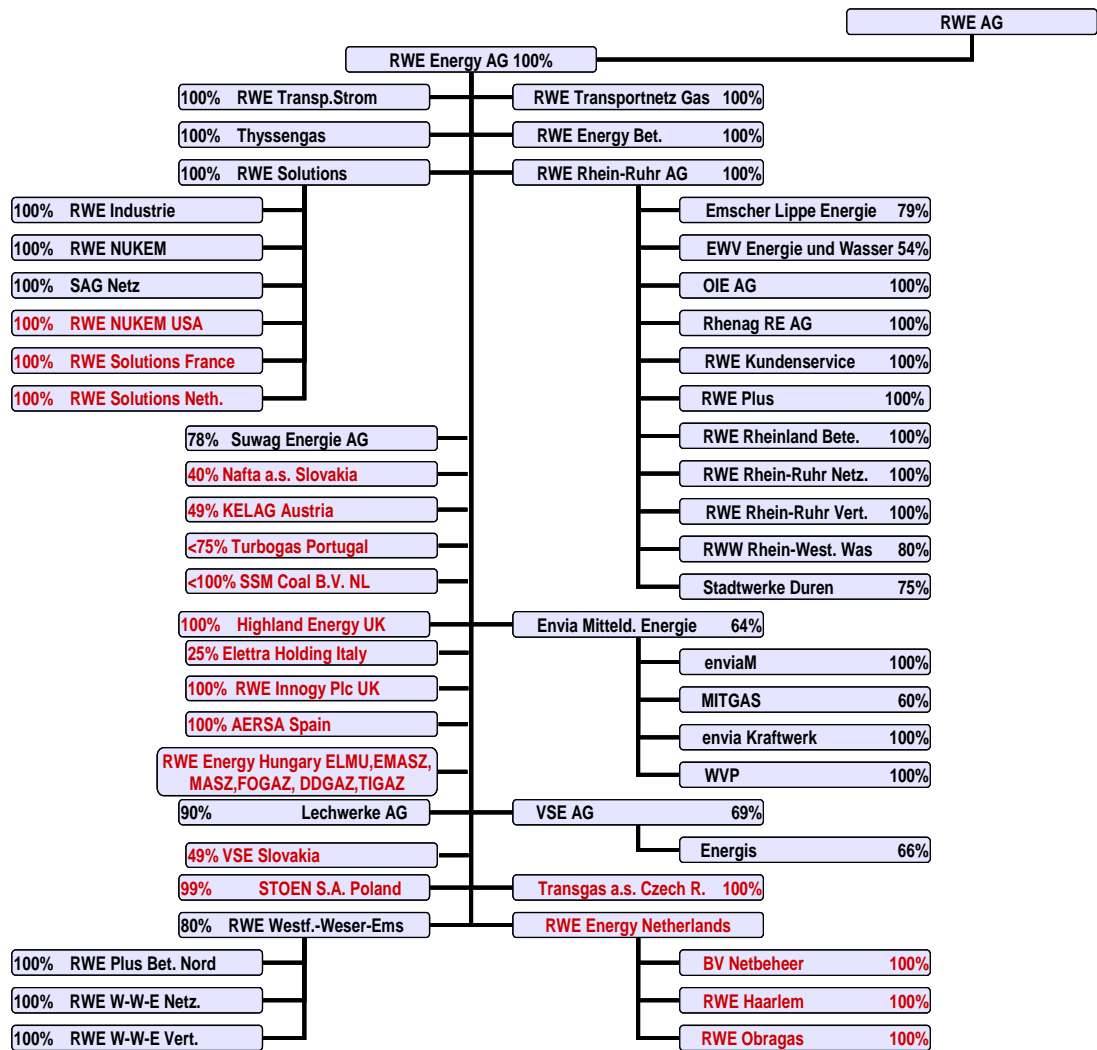 RWE AG
RWE Energy AG 100%
100% RWE Transp.Strom
RWE Transportnetz Gas 100%
100% Thyssengas
RWE Energy Bet. 100%
100% RWE Solutions
RWE Rhein-Ruhr AG 100%
100% RWE Industrie
Emscher Lippe Energie 79%
100% RWE NUKEM
EWV Energie und Wasser 54%
100% SAG Netz
OIE AG 100%
100% RWE NUKEM USA
Rhenag RE AG 100%
100% RWE Solutions France
RWE Kundenservice 100%
100% RWE Solutions Neth.
RWE Plus 100%
78% Suwag Energie AG
RWE Rheinland Bete. 100%
40% Nafta a.s. Slovakia
RWE Rhein-Ruhr Netz. 100%
49% KELAG Austria
RWE Rhein-Ruhr Vert. 100%
<75% Turbogas Portugal
RWW Rhein-West. Was 80%
<100% SSM Coal B.V. NL
Stadtwerke Duren 75%
100% Highland Energy UK
Envia Mitteld. Energie 64%
25% Elettra Holding Italy
enviaM 100%
100% RWE Innogy Plc UK
MITGAS 60%
100% AERSA Spain
envia Kraftwerk 100%
RWE Energy Hungary ELMU,EMASZ,
MASZ,FOGAZ, DDGAZ,TIGAZ
WVP 100%
90% Lechwerke AG
VSE AG 69%
49% VSE Slovakia
Energis 66%
99% STOEN S.A. Poland
Transgas a.s. Czech R. 100%
80% RWE Westf.-Weser-Ems
RWE Energy Netherlands
100% RWE Plus Bet. Nord
BV Netbeheer 100%
100% RWE W-W-E Netz.
RWE Haarlem 100%
100% RWE W-W-E Vert.
RWE Obragas 100%